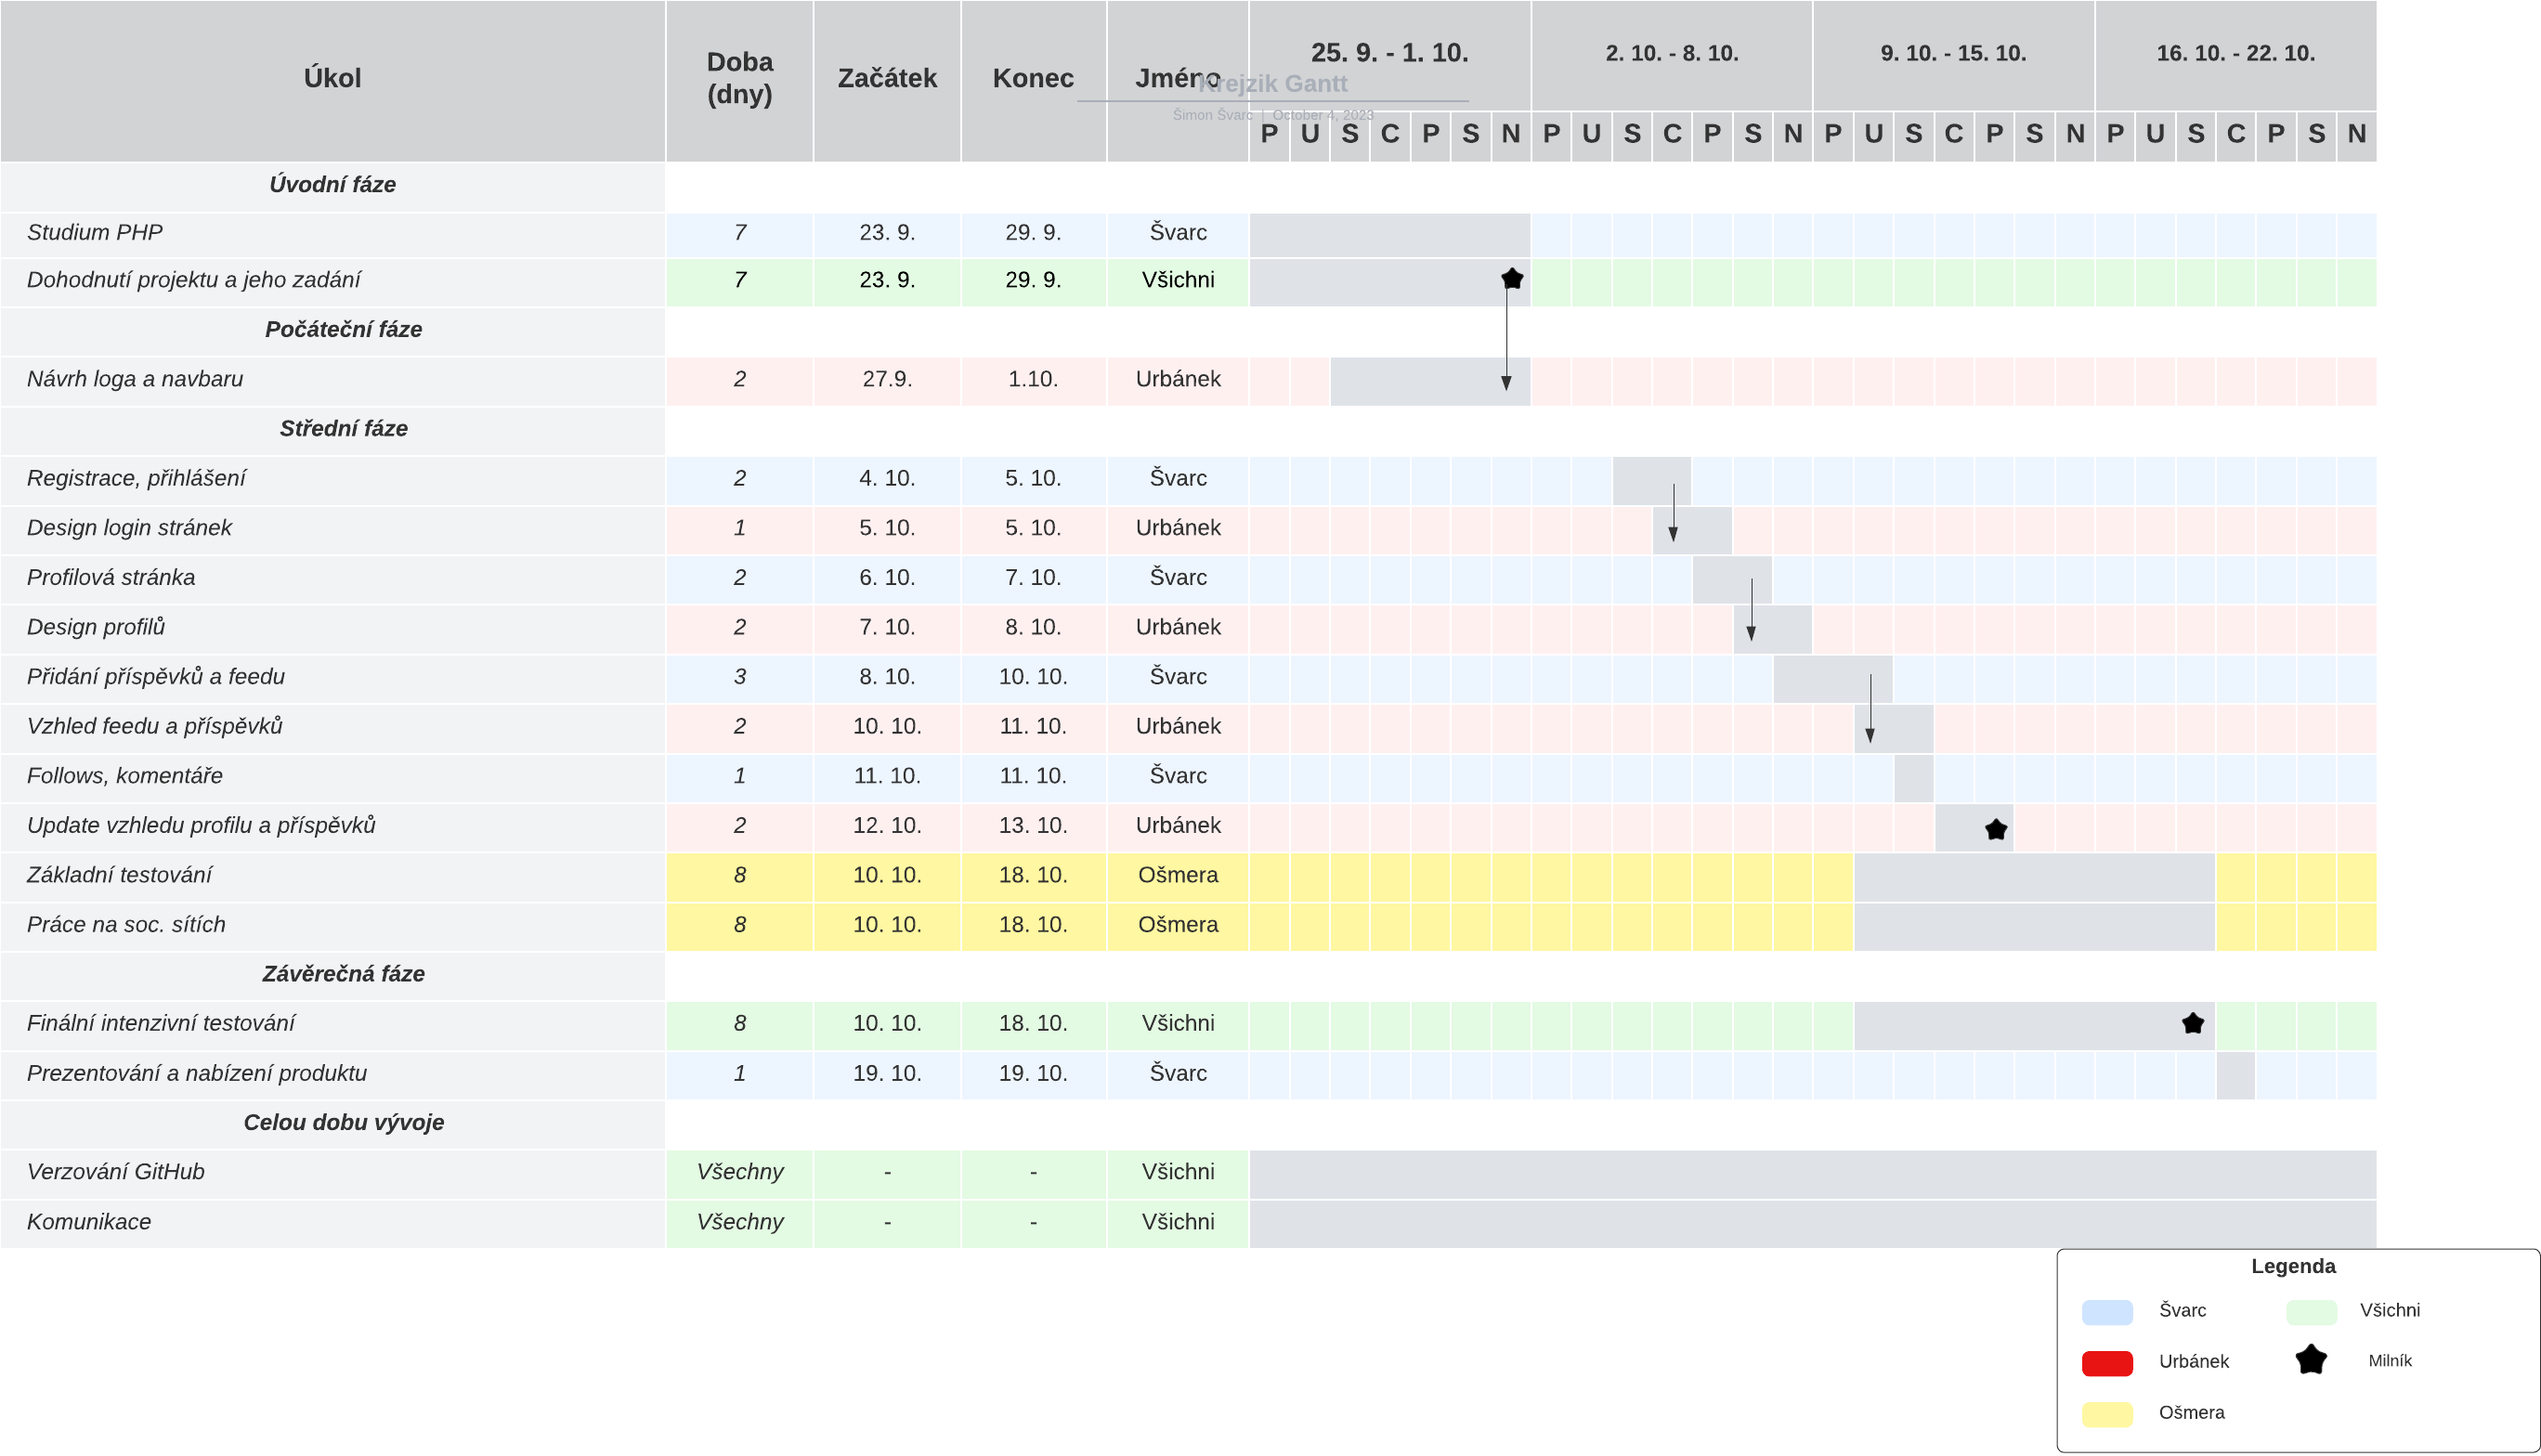 Úkol Doba (dny) Začátek Konec Jméno 25. 9. - 1. 10. 2. 10. - 8. 10. 9. 10. - 15. 10. 16. 10. - 22. 10.
Krejzik Gantt
Šimon Švarc | October 4, 2023
P U S C P S N P U S C P S N P U S C P S N P U S C P S N
Úvodní fáze
Studium PHP 7 23. 9. 29. 9. Švarc
Dohodnutí projektu a jeho zadání 7 23. 9. 29. 9. Všichni
Počáteční fáze
Návrh loga a navbaru 2 27.9. 1.10. Urbánek
Střední fáze
Registrace, přihlášení 2 4. 10. 5. 10. Švarc
Design login stránek 1 5. 10. 5. 10. Urbánek
Profilová stránka 2 6. 10. 7. 10. Švarc
Design profilů 2 7. 10. 8. 10. Urbánek
Přidání příspěvků a feedu 3 8. 10. 10. 10. Švarc
Vzhled feedu a příspěvků 2 10. 10. 11. 10. Urbánek
Follows, komentáře 1 11. 10. 11. 10. Švarc
Update vzhledu profilu a příspěvků 2 12. 10. 13. 10. Urbánek
Základní testování 8 10. 10. 18. 10. Ošmera
Práce na soc. sítích 8 10. 10. 18. 10. Ošmera
Závěrečná fáze
Finální intenzivní testování 8 10. 10. 18. 10. Všichni
Prezentování a nabízení produktu 1 19. 10. 19. 10. Švarc
Celou dobu vývoje
Verzování GitHub Všechny - - Všichni
Komunikace Všechny - - Všichni
Legenda
Švarc Všichni
Urbánek Milník
Ošmera